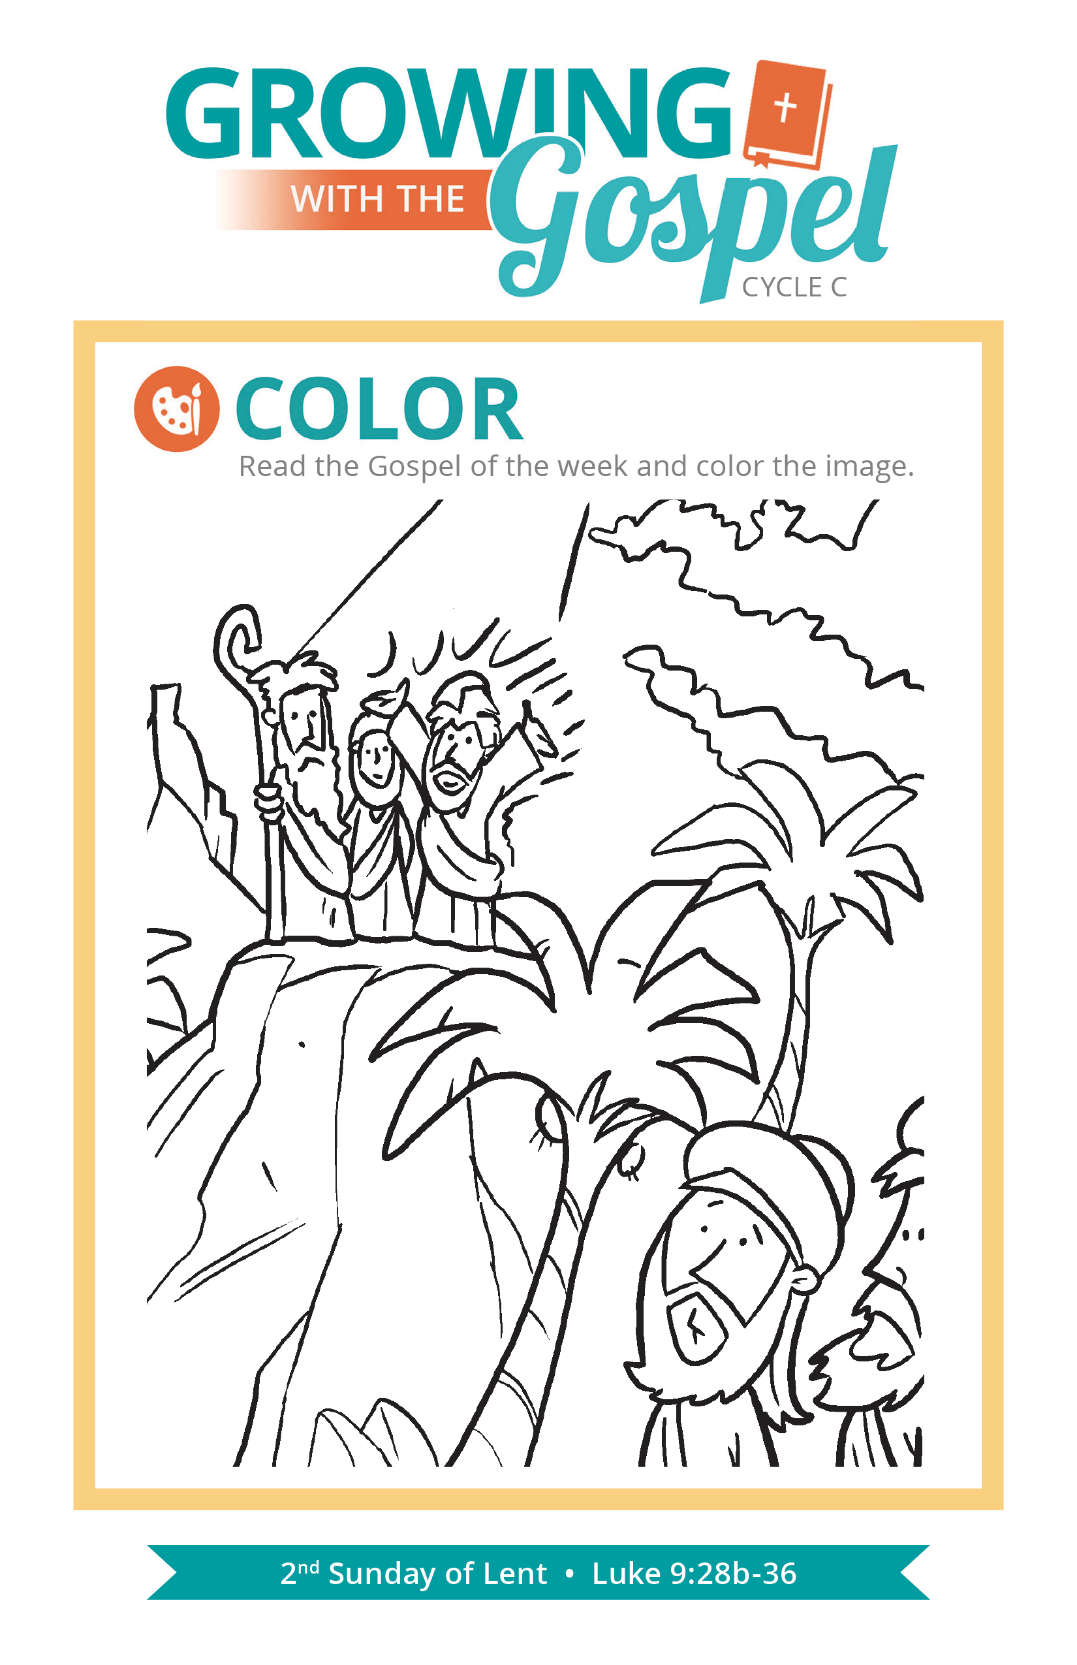 GROWING
WITH THE
Gospel
CYCLE C
COLOR
Read the Gospel of the week and color the image.
2nd Sunday of Lent • Luke 9:28b-36